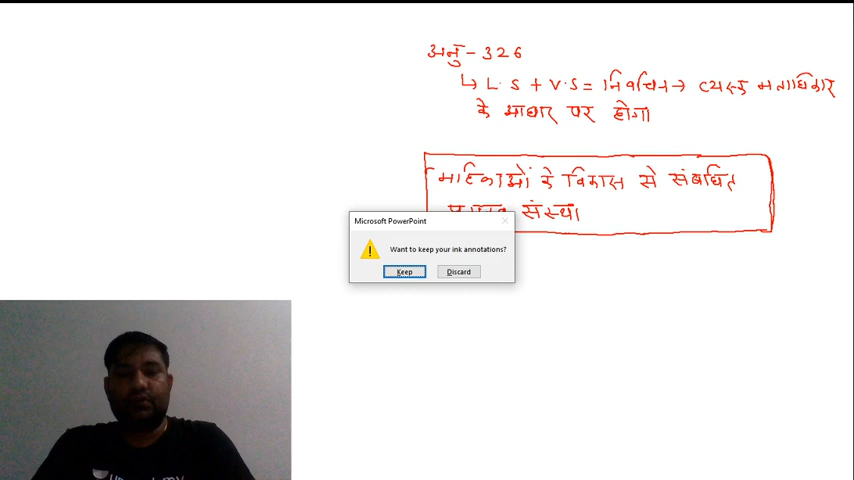 अनु - 326
↳ L.S + V.S = निर्वाचन → व्यस्क मताधिकार
के आधार पर होगा
महिलाओं के विकास से संबंधित
संस्था
Microsoft PowerPoint
Want to keep your ink annotations?
Keep Discard